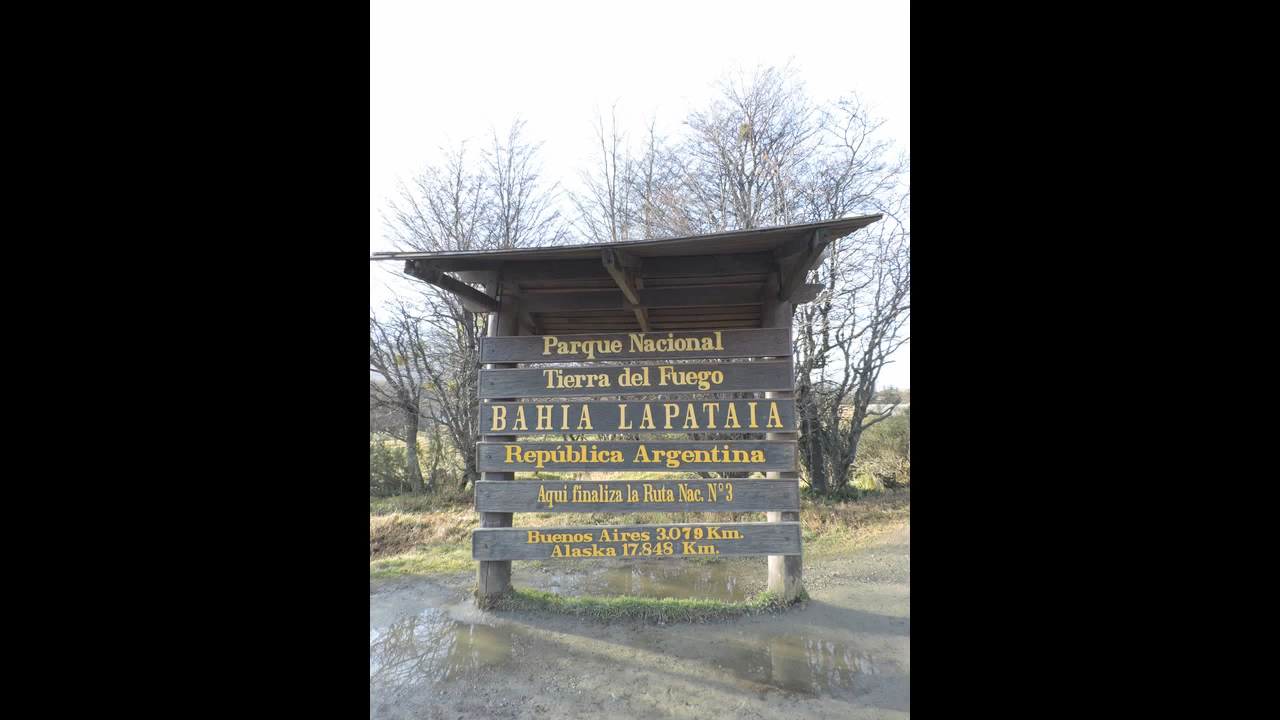 Parque Nacional
Tierra del Fuego
BAHIA LAPATAIA
República Argentina
Aqui finaliza la Ruta Nac. Nº3
Buenos Aires 3.079 Km.
Alaska 17.848 Km.